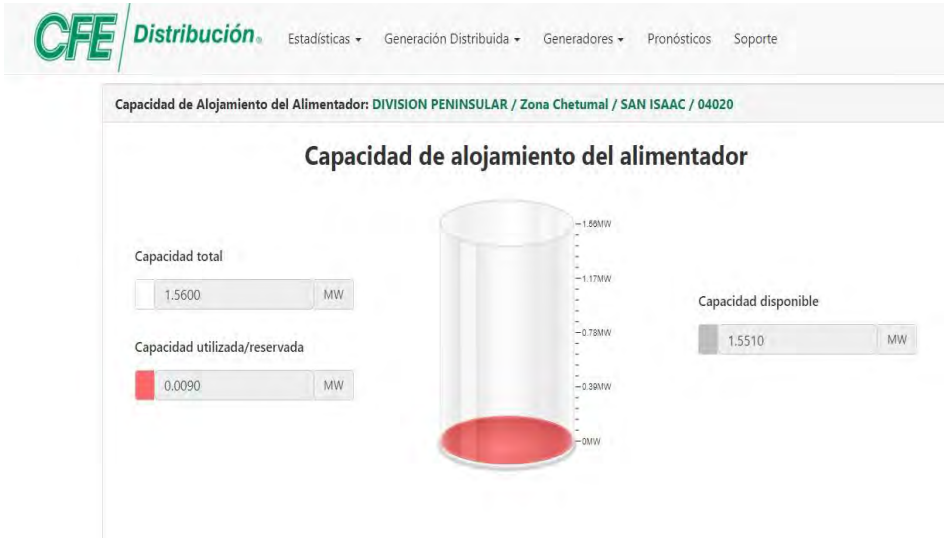 CFE Distribución®
Estadísticas Generación Distribuida Generadores Pronósticos Soporte
Capacidad de Alojamiento del Alimentador: DIVISION PENINSULAR / Zona Chetumal / SAN ISAAC / 04020
Capacidad de alojamiento del alimentador
Capacidad total
1.5600 MW
Capacidad utilizada/reservada
0.0090 MW
1.56MW
1.17MW
0.78MW
0.39MW
0MW
Capacidad disponible
1.5510 MW